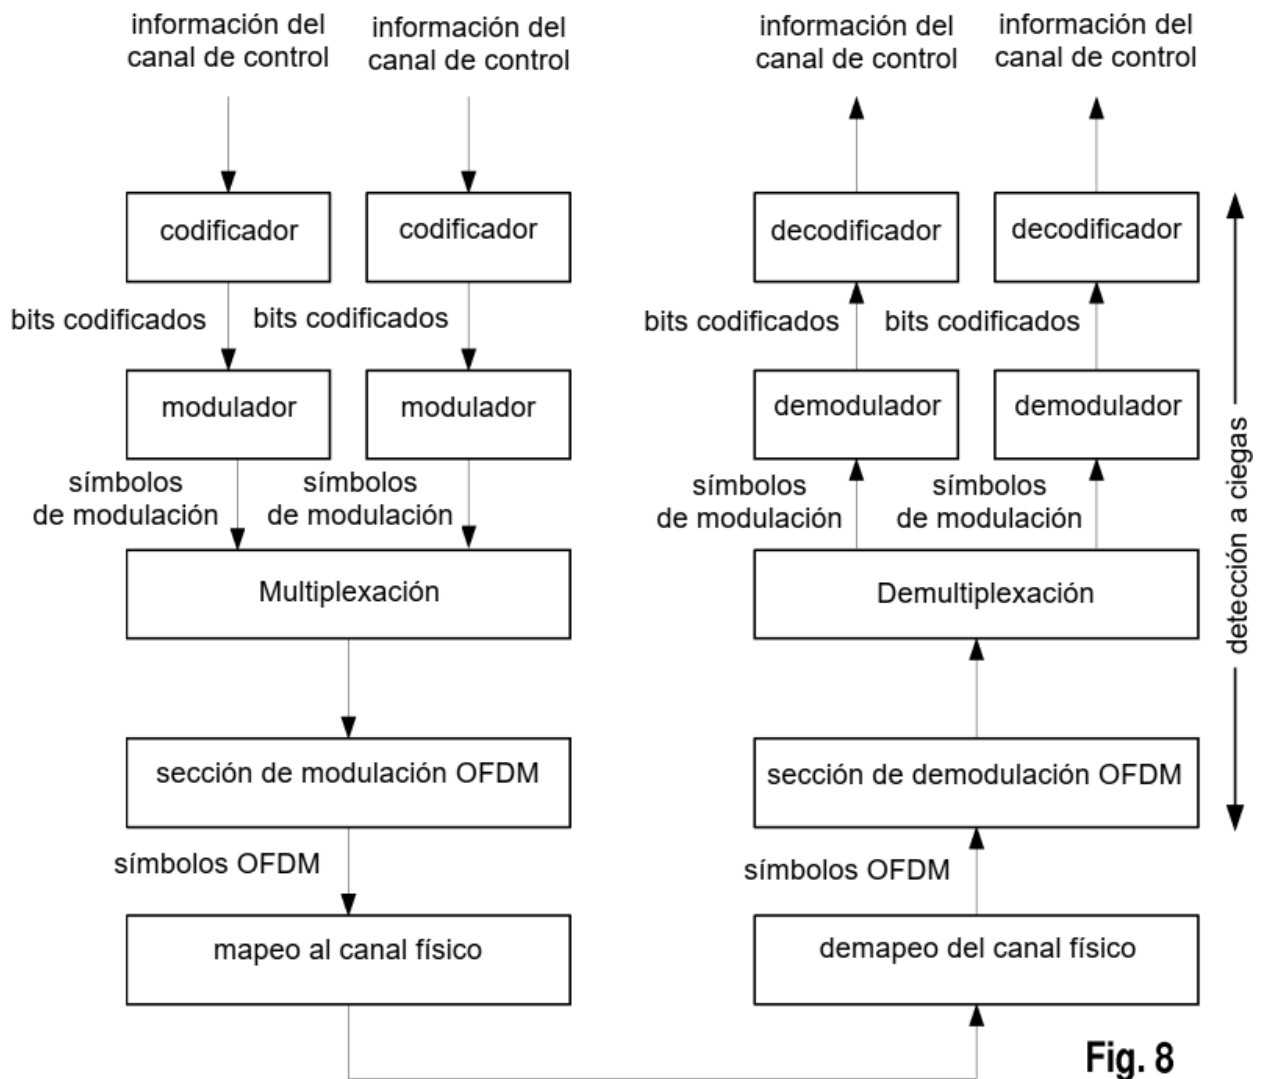 información del
canal de control
información del
canal de control
información del
canal de control
información del
canal de control
codificador
codificador
decodificador
decodificador
bits codificados
bits codificados
bits codificados
bits codificados
modulador
modulador
demodulador
demodulador
símbolos
de modulación
símbolos
de modulación
símbolos
de modulación
símbolos
de modulación
detección a ciegas
Multiplexación
Demultiplexación
sección de modulación OFDM
sección de demodulación OFDM
símbolos OFDM
símbolos OFDM
mapeo al canal físico
demapeo del canal físico
Fig. 8